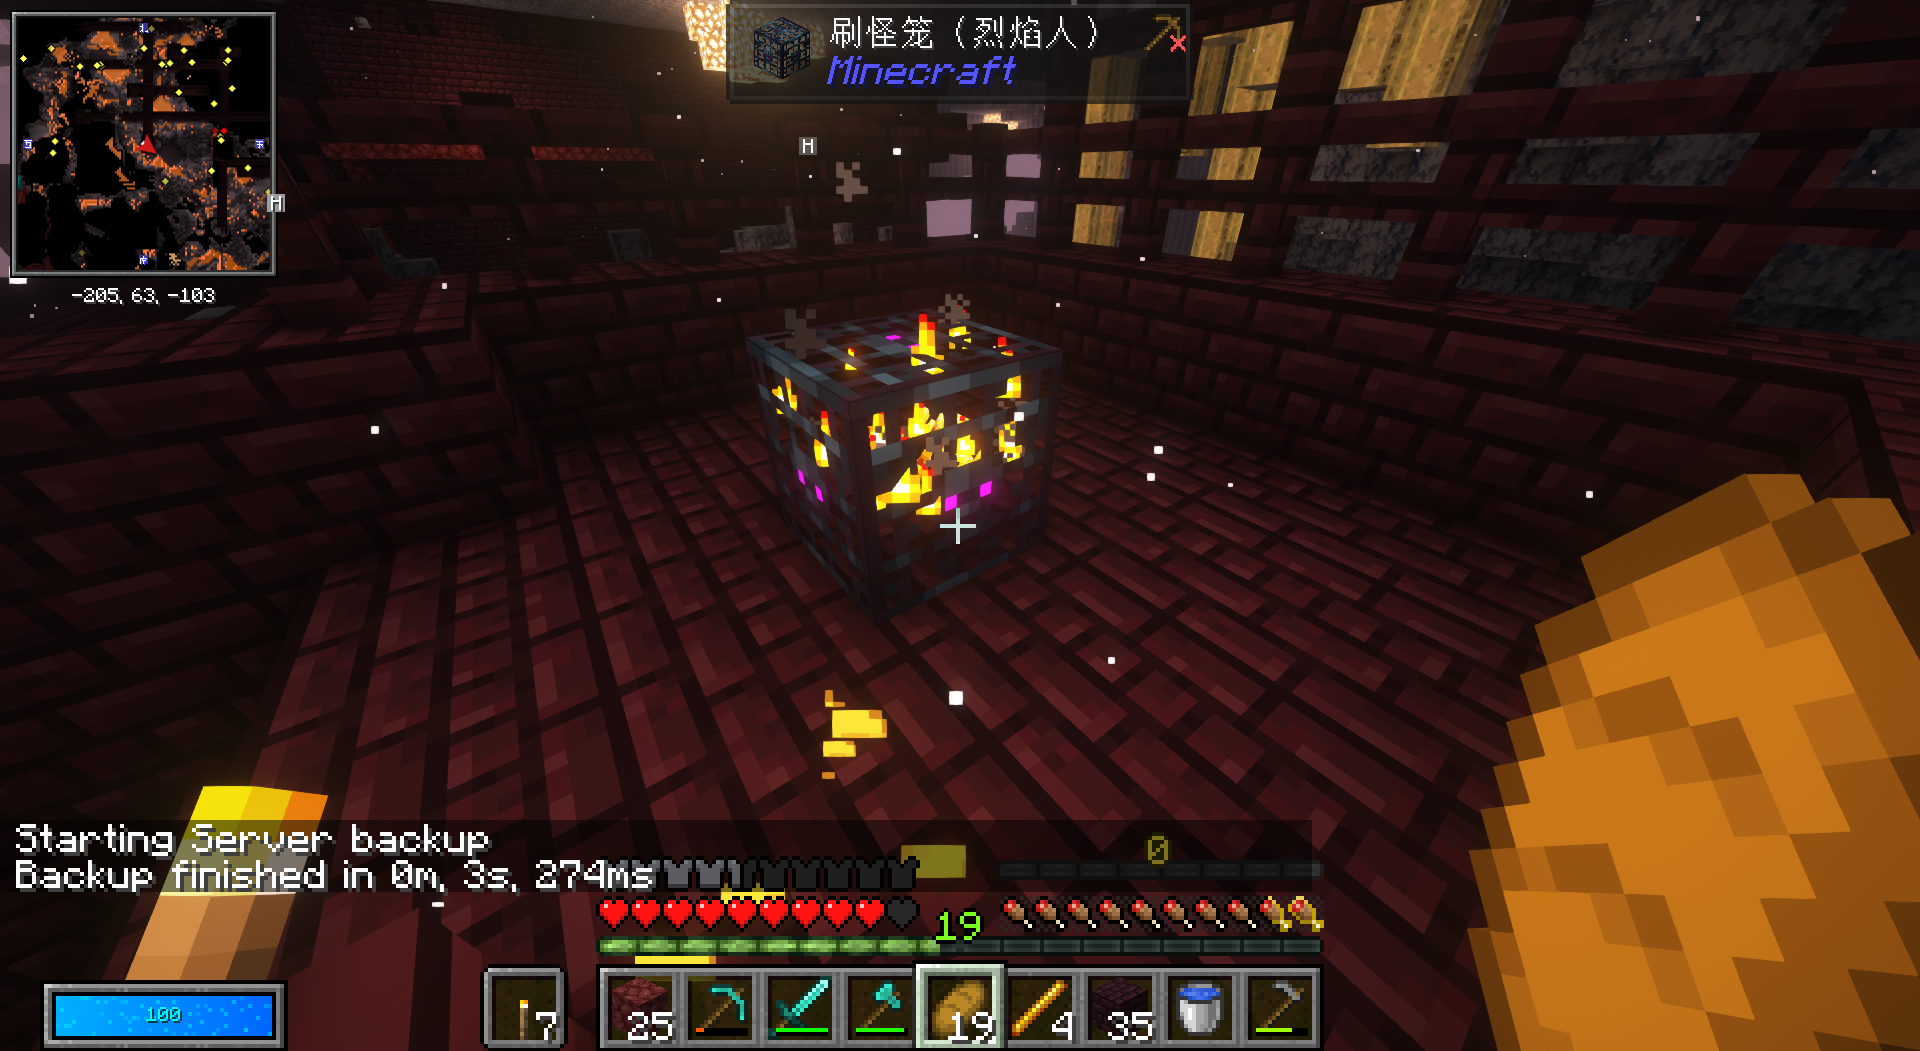 刷怪笼（烈焰人）
Minecraft
H
H
-205, 63, -103
Starting Server backup
Backup finished in 0m, 3s, 274ms
0
19
100
7
25
19
4
35